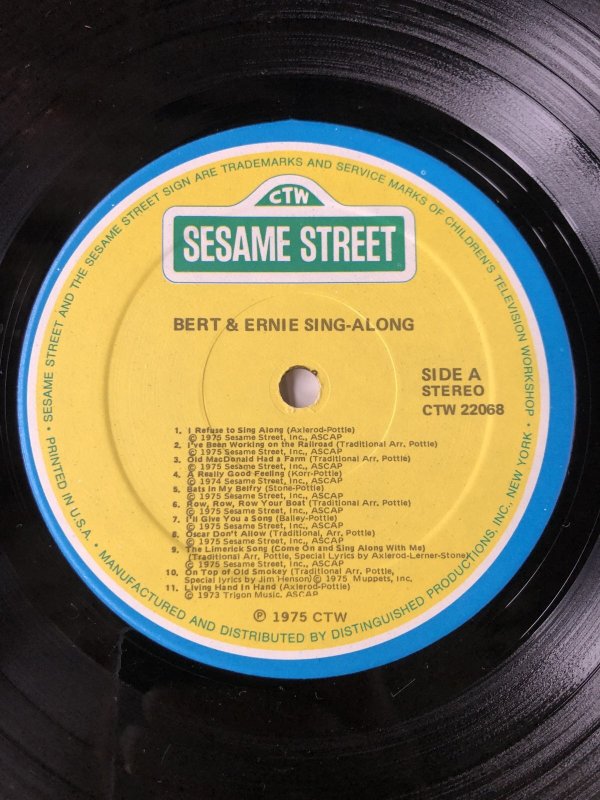 CTW
SESAME STREET
BERT & ERNIE SING-ALONG
SIDE A
STEREO
CTW 22068
1. I Refuse to Sing Along (Axlerod-Pottle)
© 1975 Sesame Street, Inc., ASCAP
2. I've Been Working on the Railroad (Traditional Arr, Pottle)
© 1975 Sesame Street, Inc., ASCAP
3. Old MacDonald Had a Farm (Traditional Arr, Pottle)
© 1975 Sesame Street, Inc., ASCAP
4. A Really Good Feeling (Korr-Pottle)
© 1974 Sesame Street, Inc., ASCAP
5. Bats In My Belfry (Stone-Pottle)
© 1975 Sesame Street, Inc., ASCAP
6. Row, Row, Row Your Boat (Traditional Arr, Pottle)
© 1975 Sesame Street, Inc., ASCAP
7. I'll Give You a Song (Bailey-Pottle)
© 1975 Sesame Street, Inc., ASCAP
8. Oscar Don't Allow (Traditional Arr, Pottle)
© 1975 Sesame Street, Inc., ASCAP
9. The Limerick Song (Come On and Sing Along With Me)
(Traditional Arr, Pottle, Special Lyrics by Axlerod-Lerner-Stone)
© 1975 Sesame Street, Inc., ASCAP
10. On Top of Old Smokey (Traditional Arr, Pottle,
Special lyrics by Jim Henson) © 1975 Muppets, Inc.
11. Living Hand In Hand (Axlerod-Pottle)
© 1973 Trigon Music, ASCAP
℗ 1975 CTW
• SESAME STREET AND THE SESAME STREET SIGN ARE TRADEMARKS AND SERVICE MARKS OF CHILDREN'S TELEVISION WORKSHOP •
PRINTED IN U.S.A. • MANUFACTURED AND DISTRIBUTED BY DISTINGUISHED PRODUCTIONS, INC., NEW YORK